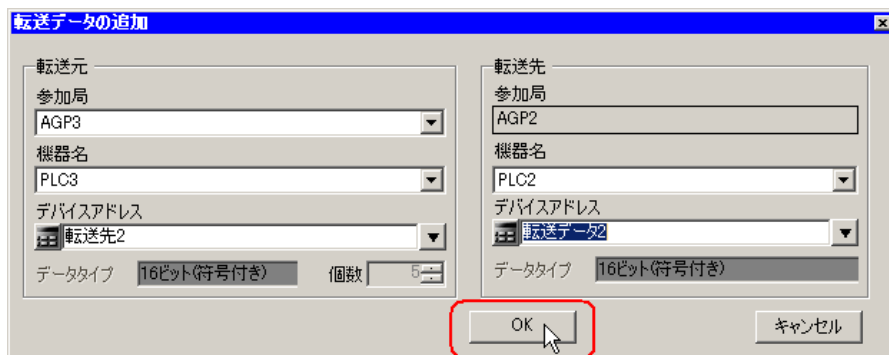 転送データの追加
転送元
参加局
AGP3
機器名
PLC3
デバイスアドレス
転送先2
データタイプ 16ビット(符号付き) 個数 5
転送先
参加局
AGP2
機器名
PLC2
デバイスアドレス
転送データ2
データタイプ 16ビット(符号付き)
OK キャンセル